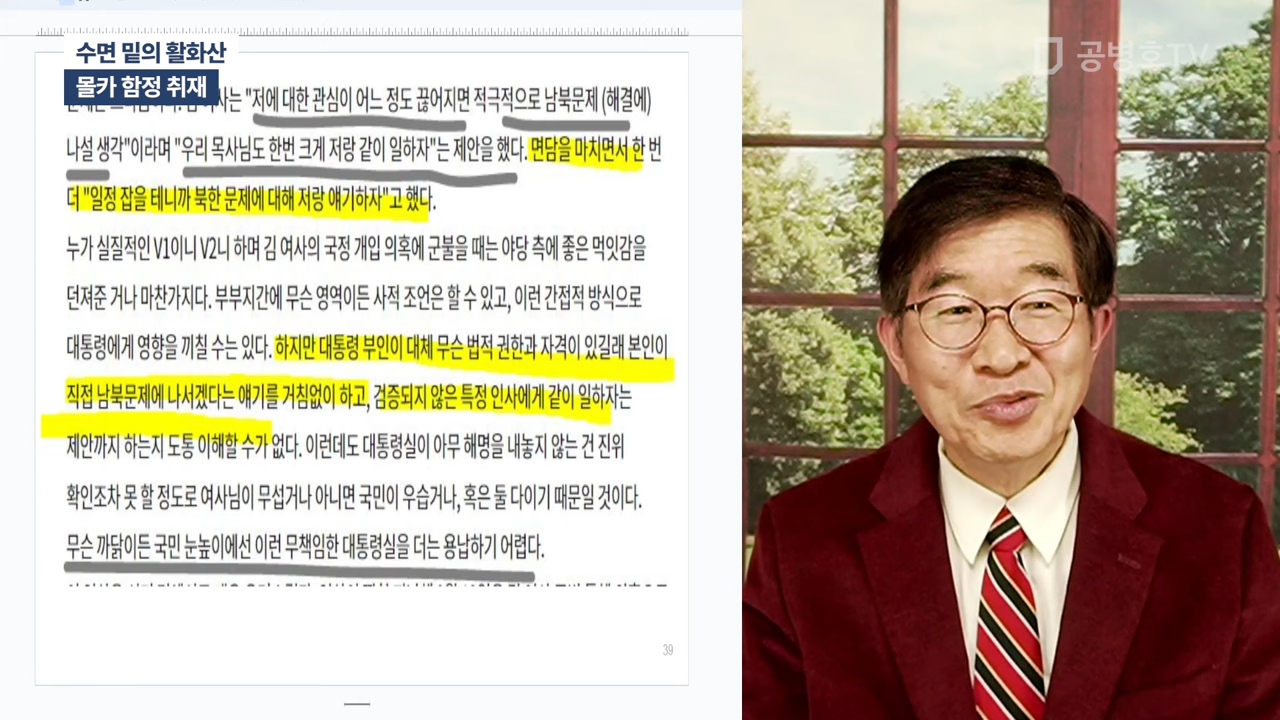 수면 밑의 활화산
몰카 함정 취재
공병호TV
는 "저에 대한 관심이 어느 정도 끊어지면 적극적으로 남북문제 (해결에)
나설 생각"이라며 "우리 목사님도 한번 크게 저랑 같이 일하자"는 제안을 했다. 면담을 마치면서 한 번
더 "일정 잡을 테니까 북한 문제에 대해 저랑 얘기하자"고 했다.
누가 실질적인 V1이니 V2니 하며 김 여사의 국정 개입 의혹에 군불을 때는 야당 측에 좋은 먹잇감을
던져준 거나 마찬가지다. 부부지간에 무슨 영역이든 사적 조언은 할 수 있고, 이런 간접적 방식으로
대통령에게 영향을 끼칠 수는 있다. 하지만 대통령 부인이 대체 무슨 법적 권한과 자격이 있길래 본인이
직접 남북문제에 나서겠다는 얘기를 거침없이 하고, 검증되지 않은 특정 인사에게 같이 일하자는
제안까지 하는지 도통 이해할 수가 없다. 이런데도 대통령실이 아무 해명을 내놓지 않는 건 진위
확인조차 못 할 정도로 여사님이 무섭거나 아니면 국민이 우습거나, 혹은 둘 다이기 때문일 것이다.
무슨 까닭이든 국민 눈높이에선 이런 무책임한 대통령실을 더는 용납하기 어렵다.
39